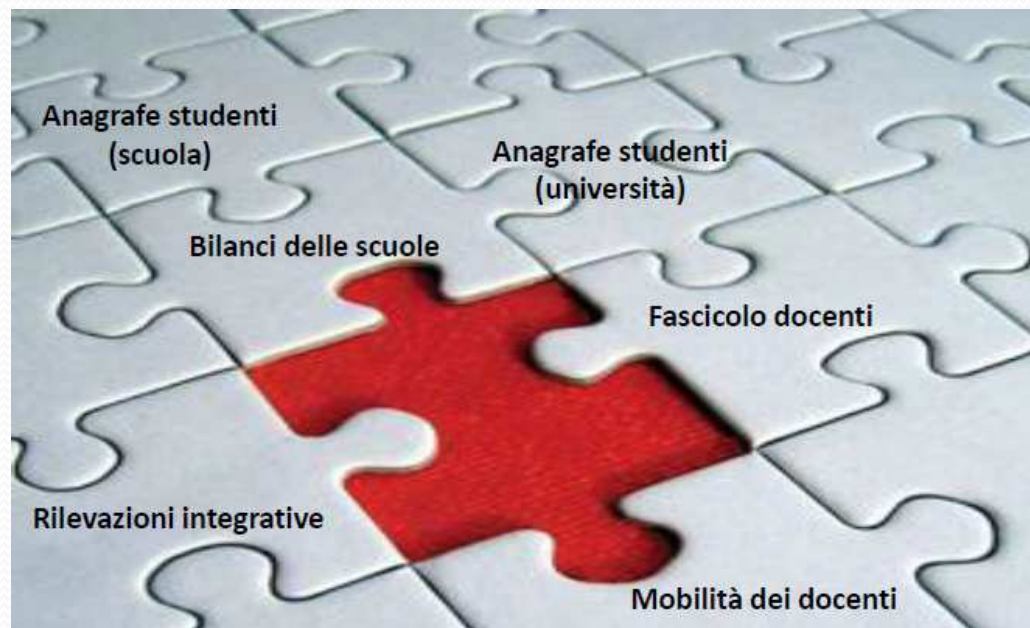 Anagrafe studenti
(scuola)
Anagrafe studenti
(università)
Bilanci delle scuole
Fascicolo docenti
Rilevazioni integrative
Mobilità dei docenti